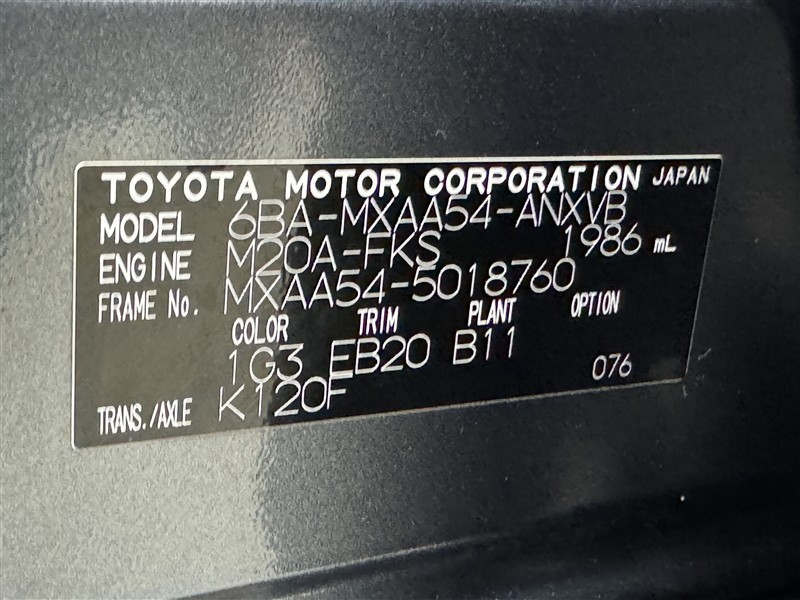 TOYOTA MOTOR CORPORATION JAPAN
MODEL 6BA-MXAA54-ANXVB
ENGINE M20A-FKS 1986 mL
FRAME No. MXAA54-5018760
COLOR TRIM PLANT OPTION
1G3 EB20 B11
TRANS./AXLE K120F 076